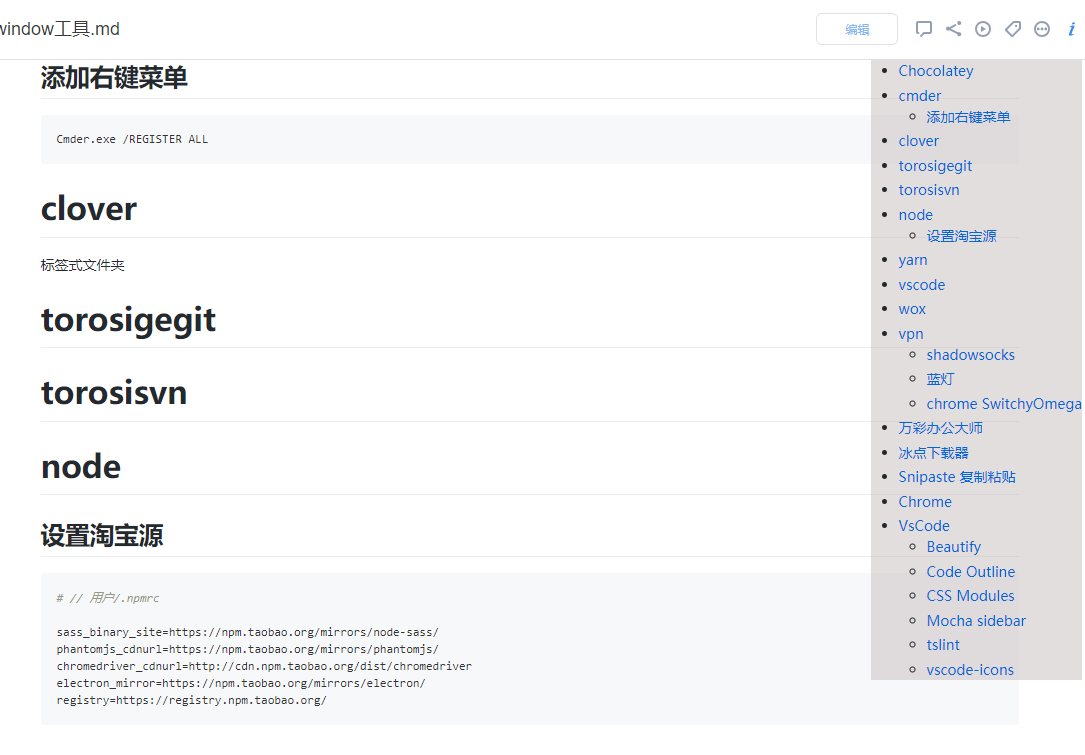 window工具.md
编辑
添加右键菜单
Cmder.exe /REGISTER ALL
clover
标签式文件夹
torosigegit
torosisvn
node
设置淘宝源
# // 用户/.npmrc
sass_binary_site=https://npm.taobao.org/mirrors/node-sass/
phantomjs_cdnurl=https://npm.taobao.org/mirrors/phantomjs/
chromedriver_cdnurl=http://cdn.npm.taobao.org/dist/chromedriver
electron_mirror=https://npm.taobao.org/mirrors/electron/
registry=https://registry.npm.taobao.org/
Chocolatey
cmder
添加右键菜单
clover
torosigegit
torosisvn
node
设置淘宝源
yarn
vscode
wox
vpn
shadowsocks
蓝灯
chrome SwitchyOmega
万彩办公大师
冰点下载器
Snipaste 复制粘贴
Chrome
VsCode
Beautify
Code Outline
CSS Modules
Mocha sidebar
tslint
vscode-icons